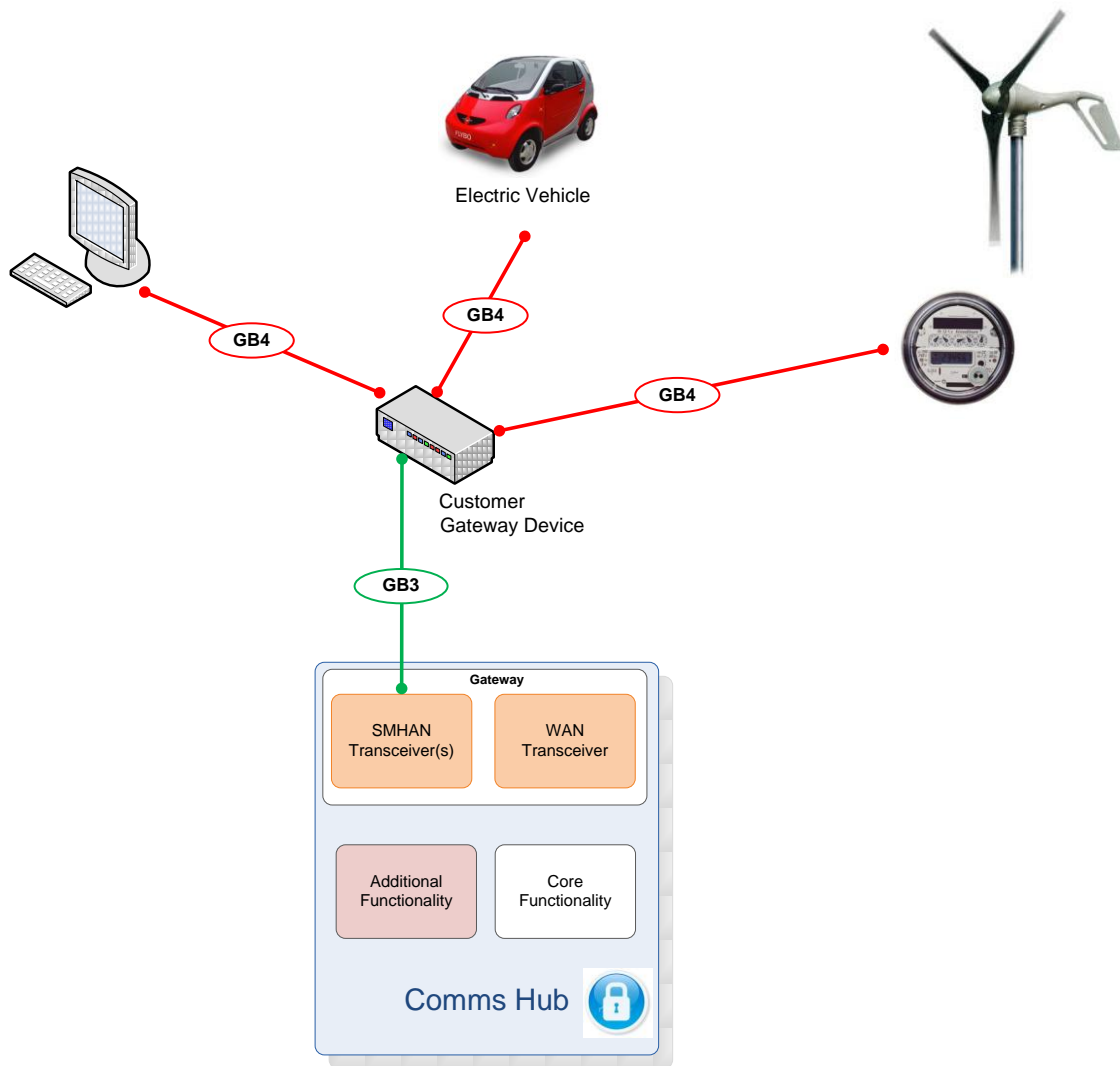 Electric Vehicle
GB4
GB4
GB4
Customer
Gateway Device
GB3
Gateway
SMHAN
Transceiver(s)
WAN
Transceiver
Additional
Functionality
Core
Functionality
Comms Hub